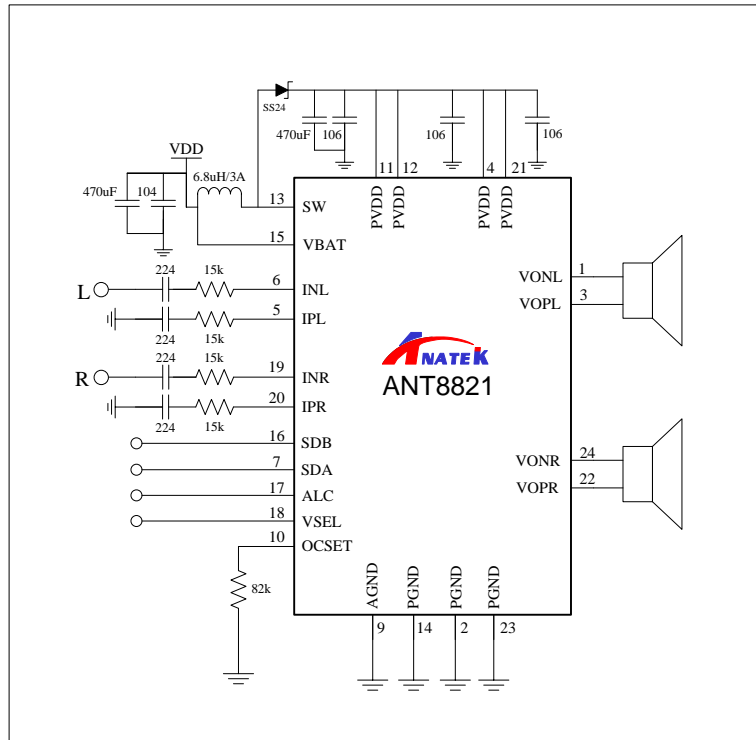 SS24
470uF 106 106 106
VDD
6.8uH/3A
11 12 4 21
470uF 104
13 SW
PVDD PVDD PVDD PVDD
15 VBAT
224 15k
L 6 INL
1 VONL
5 IPL
3 VOPL
224 15k
224 15k
R 19 INR
20 IPR
224 15k
ANATEK
ANT8821
16 SDB
7 SDA
17 ALC
18 VSEL
10 OCSET
24 VONR
22 VOPR
82k
AGND PGND PGND PGND
9 14 2 23